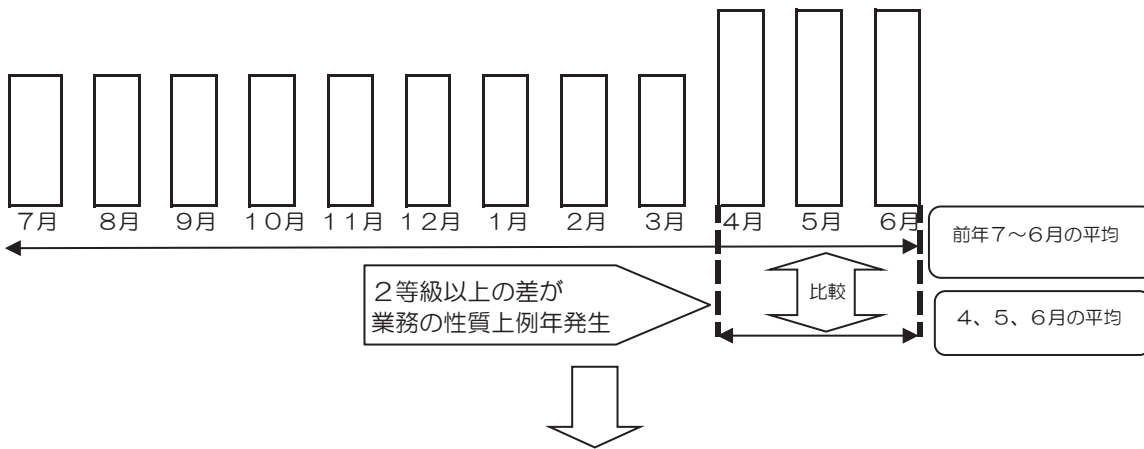 7月 8月 9月 10月 11月 12月 1月 2月 3月 4月 5月 6月
前年7~6月の平均
2等級以上の差が
業務の性質上例年発生
比較
4、5、6月の平均